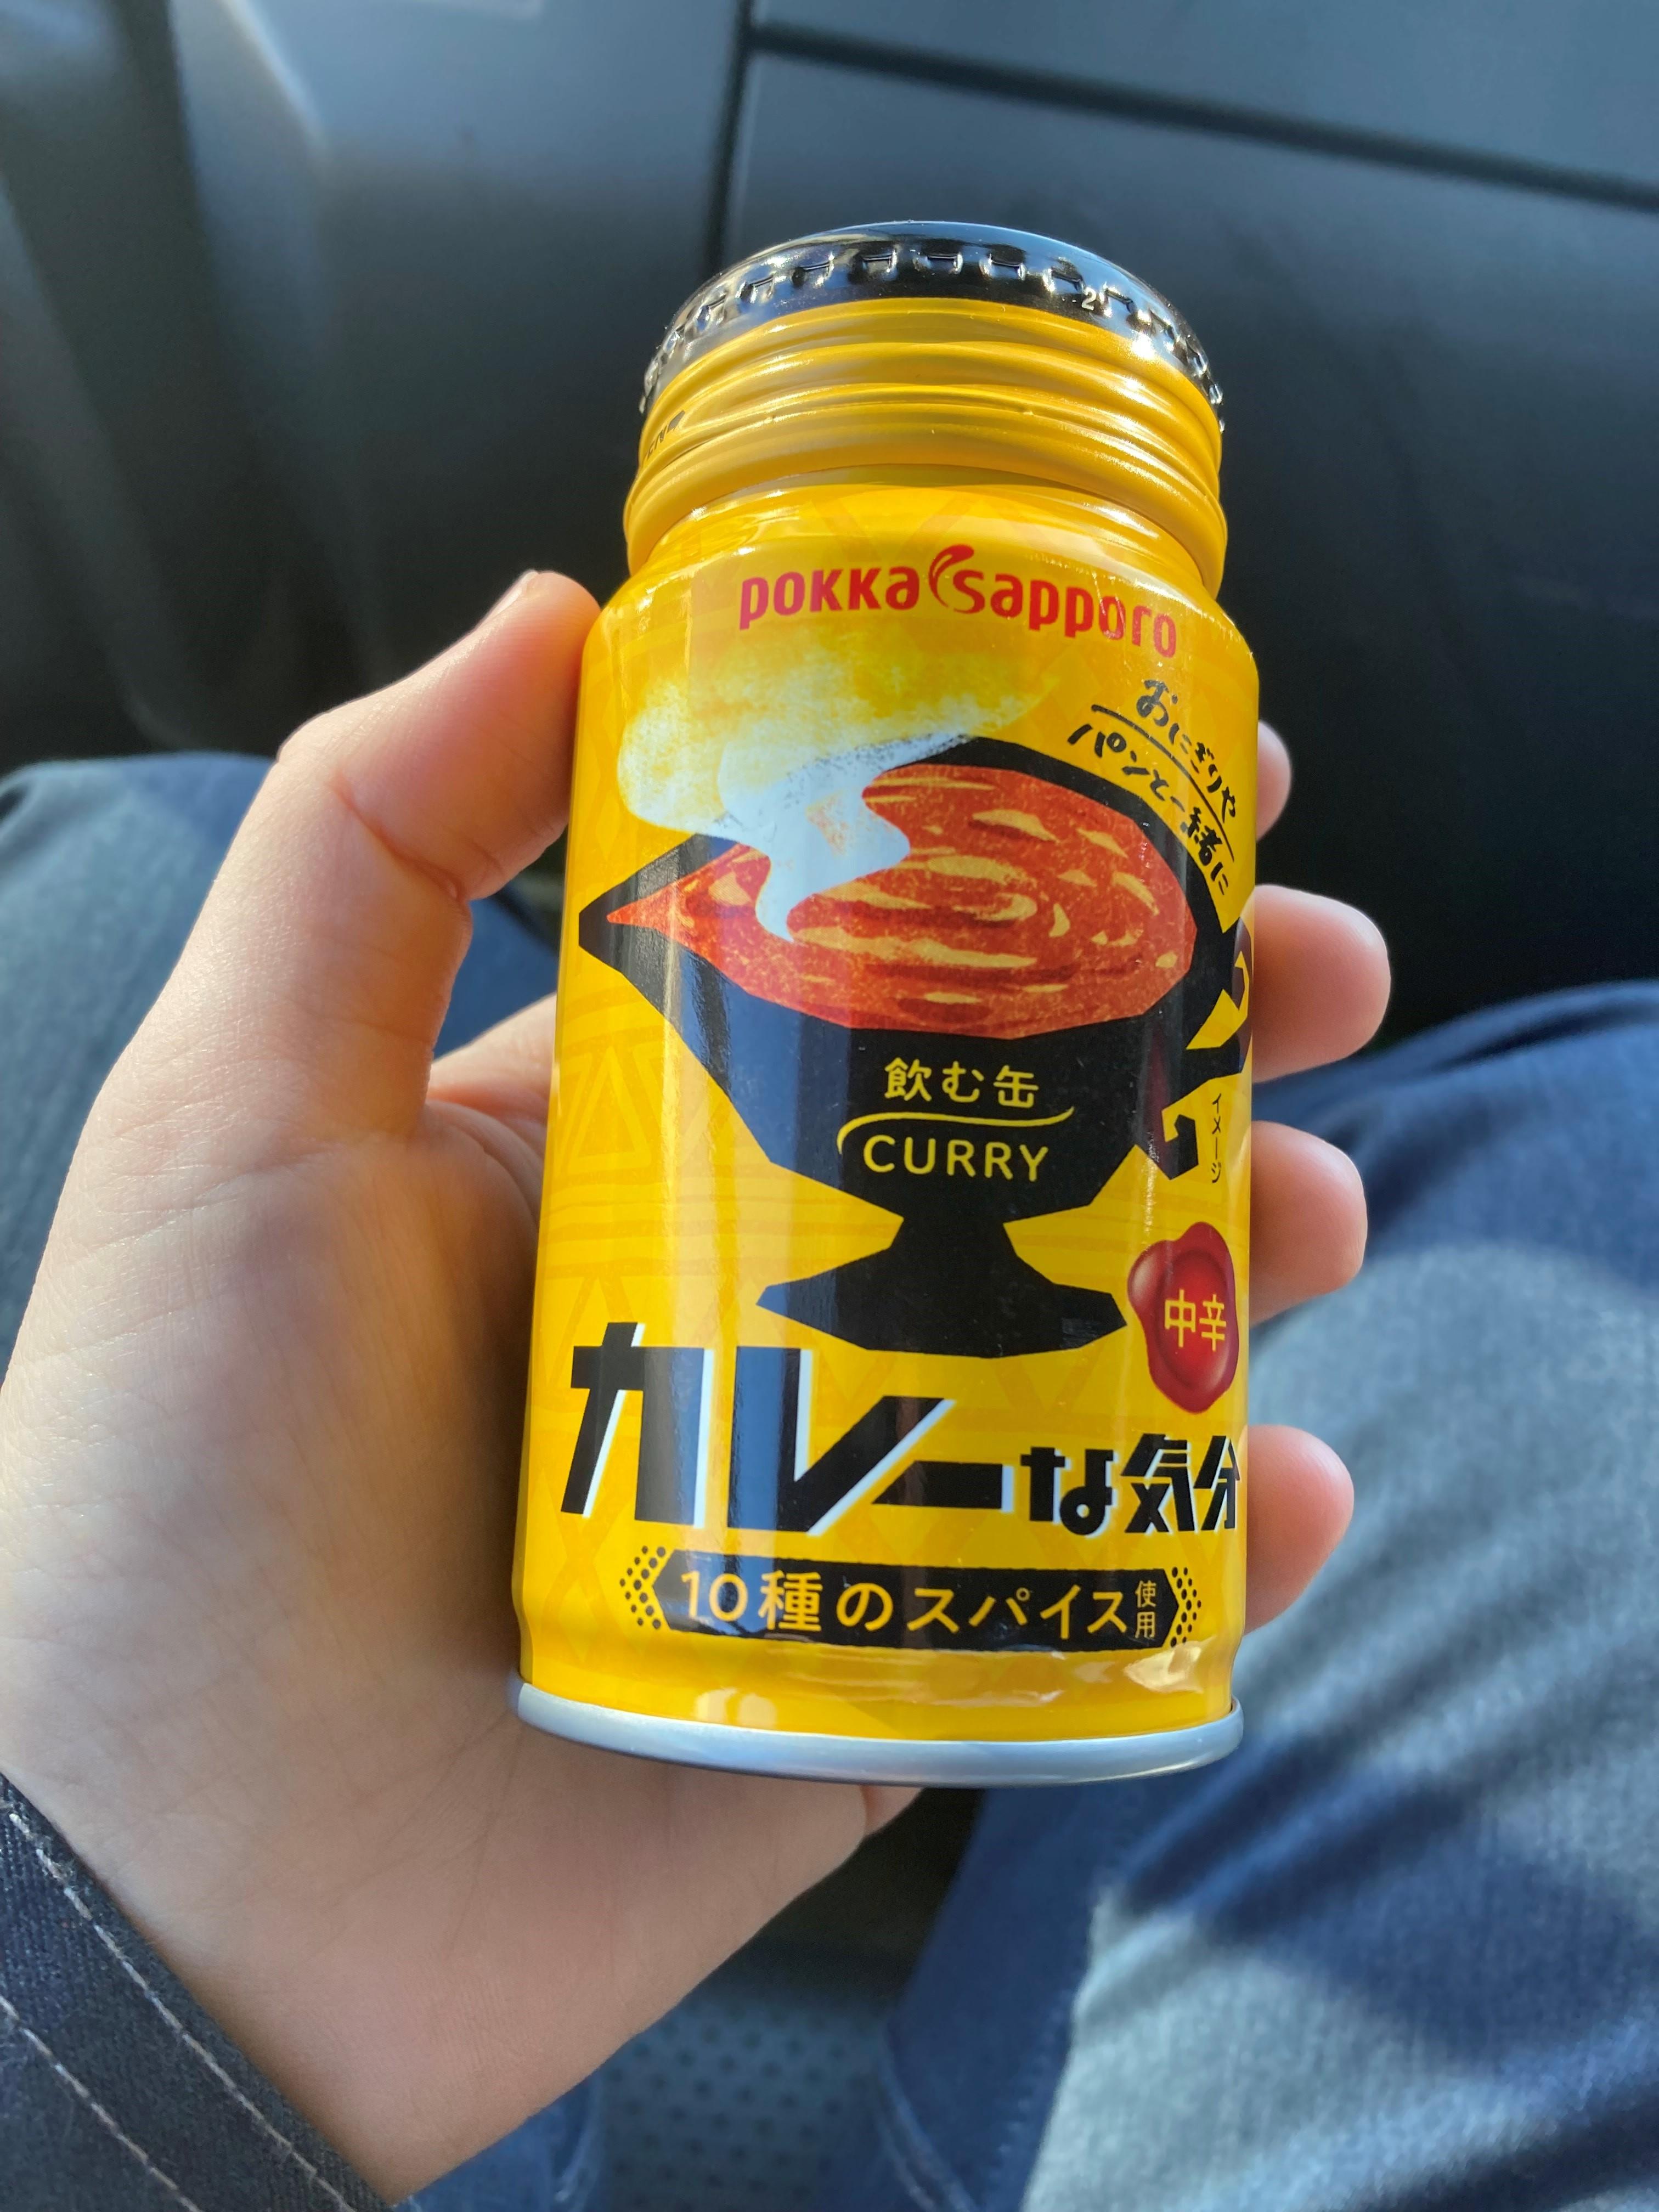 pokka sapporo
おにぎりや
パンと一緒に
飲む缶
CURRY
イメージ
中辛
カレーな気分
10種のスパイス使用
2